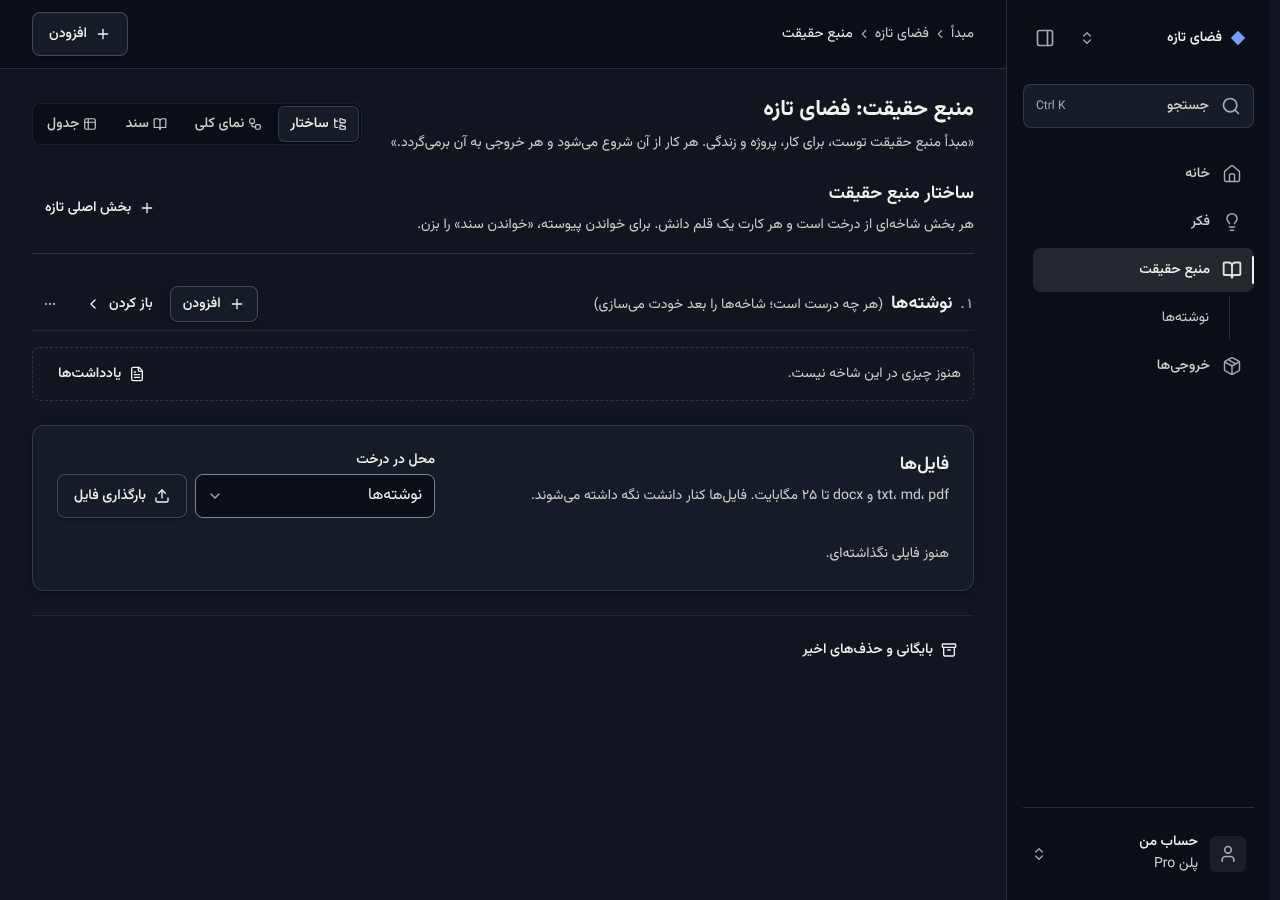 فضای تازه
جستجو
Ctrl K
خانه
فکر
منبع حقیقت
نوشته‌ها
خروجی‌ها
حساب من
پلن Pro
مبدأ › فضای تازه › منبع حقیقت
افزودن
منبع حقیقت: فضای تازه
«مبدأ منبع حقیقت توست، برای کار، پروژه و زندگی. هر کار از آن شروع می‌شود و هر خروجی به آن برمی‌گردد.»
ساختار
نمای کلی
سند
جدول
ساختار منبع حقیقت
هر بخش شاخه‌ای از درخت است و هر کارت یک قلم دانش. برای خواندن پیوسته، «خواندن سند» را بزن.
بخش اصلی تازه
۱. نوشته‌ها (هر چه درست است؛ شاخه‌ها را بعد خودت می‌سازی)
افزودن
باز کردن
هنوز چیزی در این شاخه نیست.
یادداشت‌ها
فایل‌ها
txt، md، pdf و docx تا ۲۵ مگابایت. فایل‌ها کنار دانشت نگه داشته می‌شوند.
محل در درخت
نوشته‌ها
بارگذاری فایل
هنوز فایلی نگذاشته‌ای.
بایگانی و حذف‌های اخیر